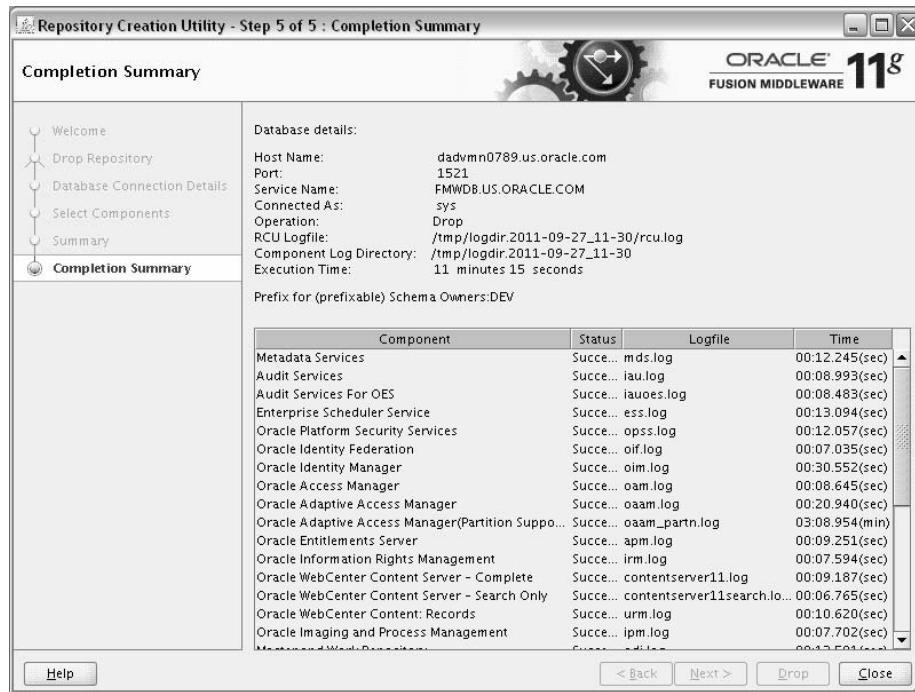 Repository Creation Utility - Step 5 of 5 : Completion Summary
Completion Summary
ORACLE
FUSION MIDDLEWARE
11g
Welcome
Drop Repository
Database Connection Details
Select Components
Summary
Completion Summary
Database details:
Host Name: dadvmn0789.us.oracle.com
Port: 1521
Service Name: FMWDB.US.ORACLE.COM
Connected As: sys
Operation: Drop
RCU Logfile: /tmp/logdir.2011-09-27_11-30/rcu.log
Component Log Directory: /tmp/logdir.2011-09-27_11-30
Execution Time: 11 minutes 15 seconds
Prefix for (prefixable) Schema Owners:DEV
Component Status Logfile Time
Metadata Services Succe... mds.log 00:12.245(sec)
Audit Services Succe... iau.log 00:08.993(sec)
Audit Services For OES Succe... iauoes.log 00:08.483(sec)
Enterprise Scheduler Service Succe... ess.log 00:13.094(sec)
Oracle Platform Security Services Succe... opss.log 00:12.057(sec)
Oracle Identity Federation Succe... oif.log 00:07.035(sec)
Oracle Identity Manager Succe... oim.log 00:30.552(sec)
Oracle Access Manager Succe... oam.log 00:08.645(sec)
Oracle Adaptive Access Manager Succe... oaam.log 00:20.940(sec)
Oracle Adaptive Access Manager(Partition Suppo... Succe... oaam_partn.log 03:08.954(min)
Oracle Entitlements Server Succe... apm.log 00:09.251(sec)
Oracle Information Rights Management Succe... irm.log 00:07.594(sec)
Oracle WebCenter Content Server - Complete Succe... contentserver11.log 00:09.187(sec)
Oracle WebCenter Content Server - Search Only Succe... contentserver11search.lo... 00:06.765(sec)
Oracle WebCenter Content: Records Succe... urm.log 00:10.620(sec)
Oracle Imaging and Process Management Succe... ipm.log 00:07.702(sec)
Help < Back Next > Drop Close